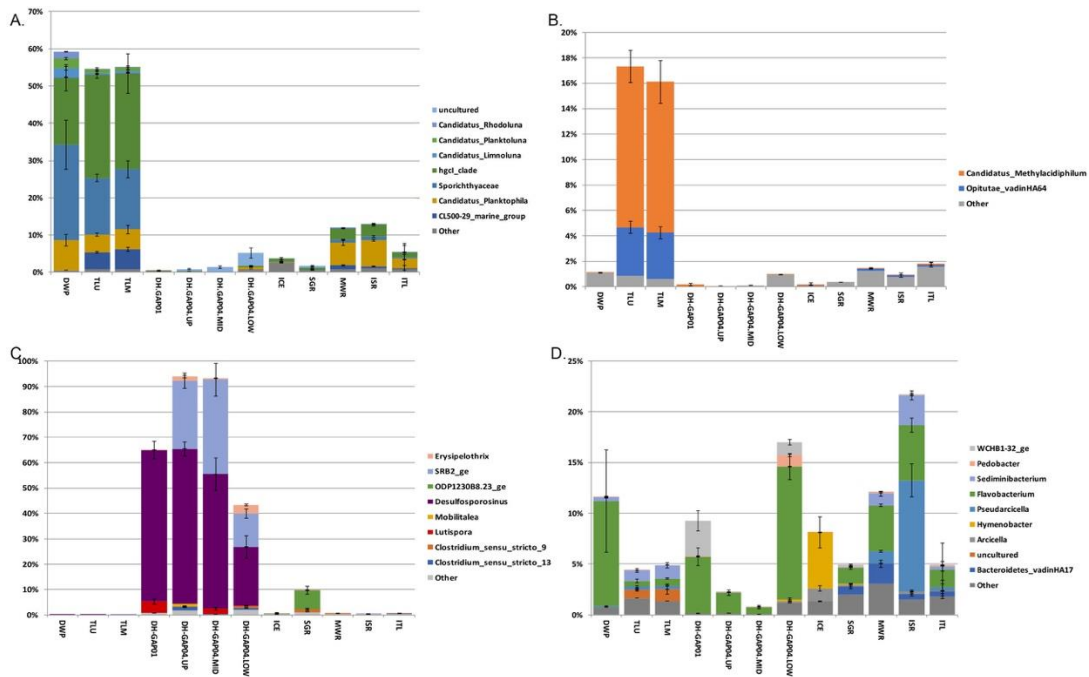 A.
70%
60%
50%
40%
30%
20%
10%
0%
DWP
TLU
TLM
DH.GAP01
DH.GAP04.UP
DH.GAP04.MID
DH-GAP04.LOW
ICE
SGR
MWR
ISR
ITL
uncultured
Candidatus_Rhodoluna
Candidatus_Planktoluna
Candidatus_Limnoluna
hgcI_clade
Sporichthyaceae
Candidatus_Planktophila
CL500-29_marine_group
Other
B.
20%
18%
16%
14%
12%
10%
8%
6%
4%
2%
0%
DWP
TLU
TLM
DH-GAP01
DH-GAP04.UP
DH-GAP04.MID
DH-GAP04.LOW
ICE
SGR
MWR
ISR
ITL
Candidatus_Methylacidiphilum
Opitutae_vadinHA64
Other
C.
100%
90%
80%
70%
60%
50%
40%
30%
20%
10%
0%
DWP
TLU
TLM
DH-GAP01
DH-GAP04.UP
DH-GAP04.MID
DH-GAP04.LOW
ICE
SGR
MWR
ISR
ITL
Erysipelothrix
SRB2_ge
ODP1230B8.23_ge
Desulfosporosinus
Mobilitalea
Lutispora
Clostridium_sensu_stricto_9
Clostridium_sensu_stricto_13
Other
D.
25%
20%
15%
10%
5%
0%
DWP
TLU
TLM
DH-GAP01
DH-GAP04.UP
DH-GAP04.MID
DH-GAP04.LOW
ICE
SGR
MWR
ISR
ITL
WCHB1-32_ge
Pedobacter
Sediminibacterium
Flavobacterium
Pseudarcicella
Hymenobacter
Arcicella
uncultured
Bacteroidetes_vadinHA17
Other